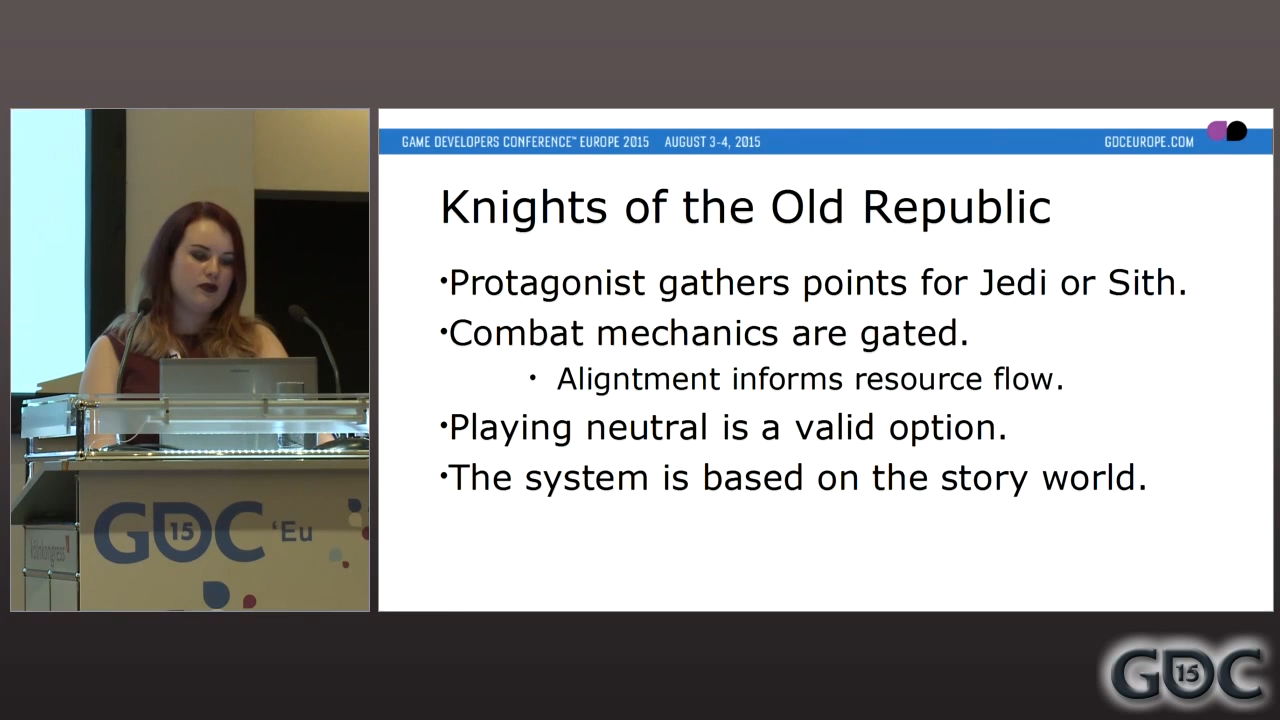 GAME DEVELOPERS CONFERENCE™ EUROPE 2015 AUGUST 3-4, 2015 GDCEUROPE.COM
Knights of the Old Republic
•Protagonist gathers points for Jedi or Sith.
•Combat mechanics are gated.
• Aligntment informs resource flow.
•Playing neutral is a valid option.
•The system is based on the story world.
GDC 15 'Eu
kölnkongress
GDC 15